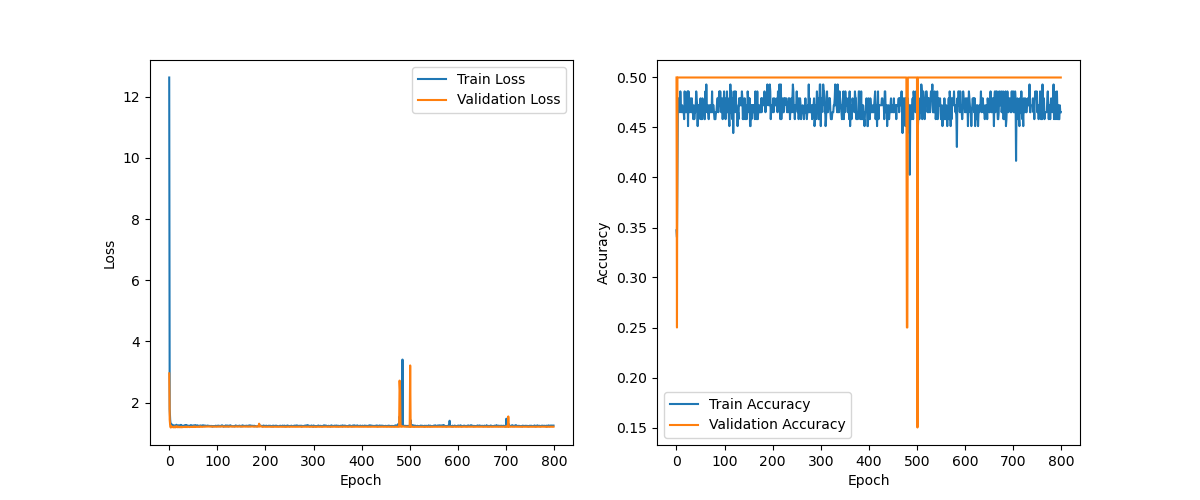 12
10
8
6
4
2
Loss
0 100 200 300 400 500 600 700 800
Epoch
Train Loss
Validation Loss
0.50
0.45
0.40
0.35
0.30
0.25
0.20
0.15
Accuracy
Train Accuracy
Validation Accuracy
0 100 200 300 400 500 600 700 800
Epoch